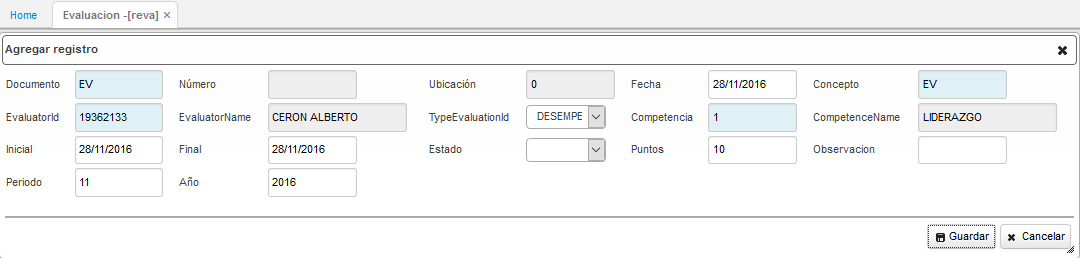 Home Evaluacion -[reva] ×
Agregar registro ✖
Documento EV Número Ubicación 0 Fecha 28/11/2016 Concepto EV
EvaluatorId 19362133 EvaluatorName CERON ALBERTO TypeEvaluationId DESEMPE Competencia 1 CompetenceName LIDERAZGO
Inicial 28/11/2016 Final 28/11/2016 Estado Puntos 10 Observacion
Periodo 11 Año 2016
Guardar ✖ Cancelar